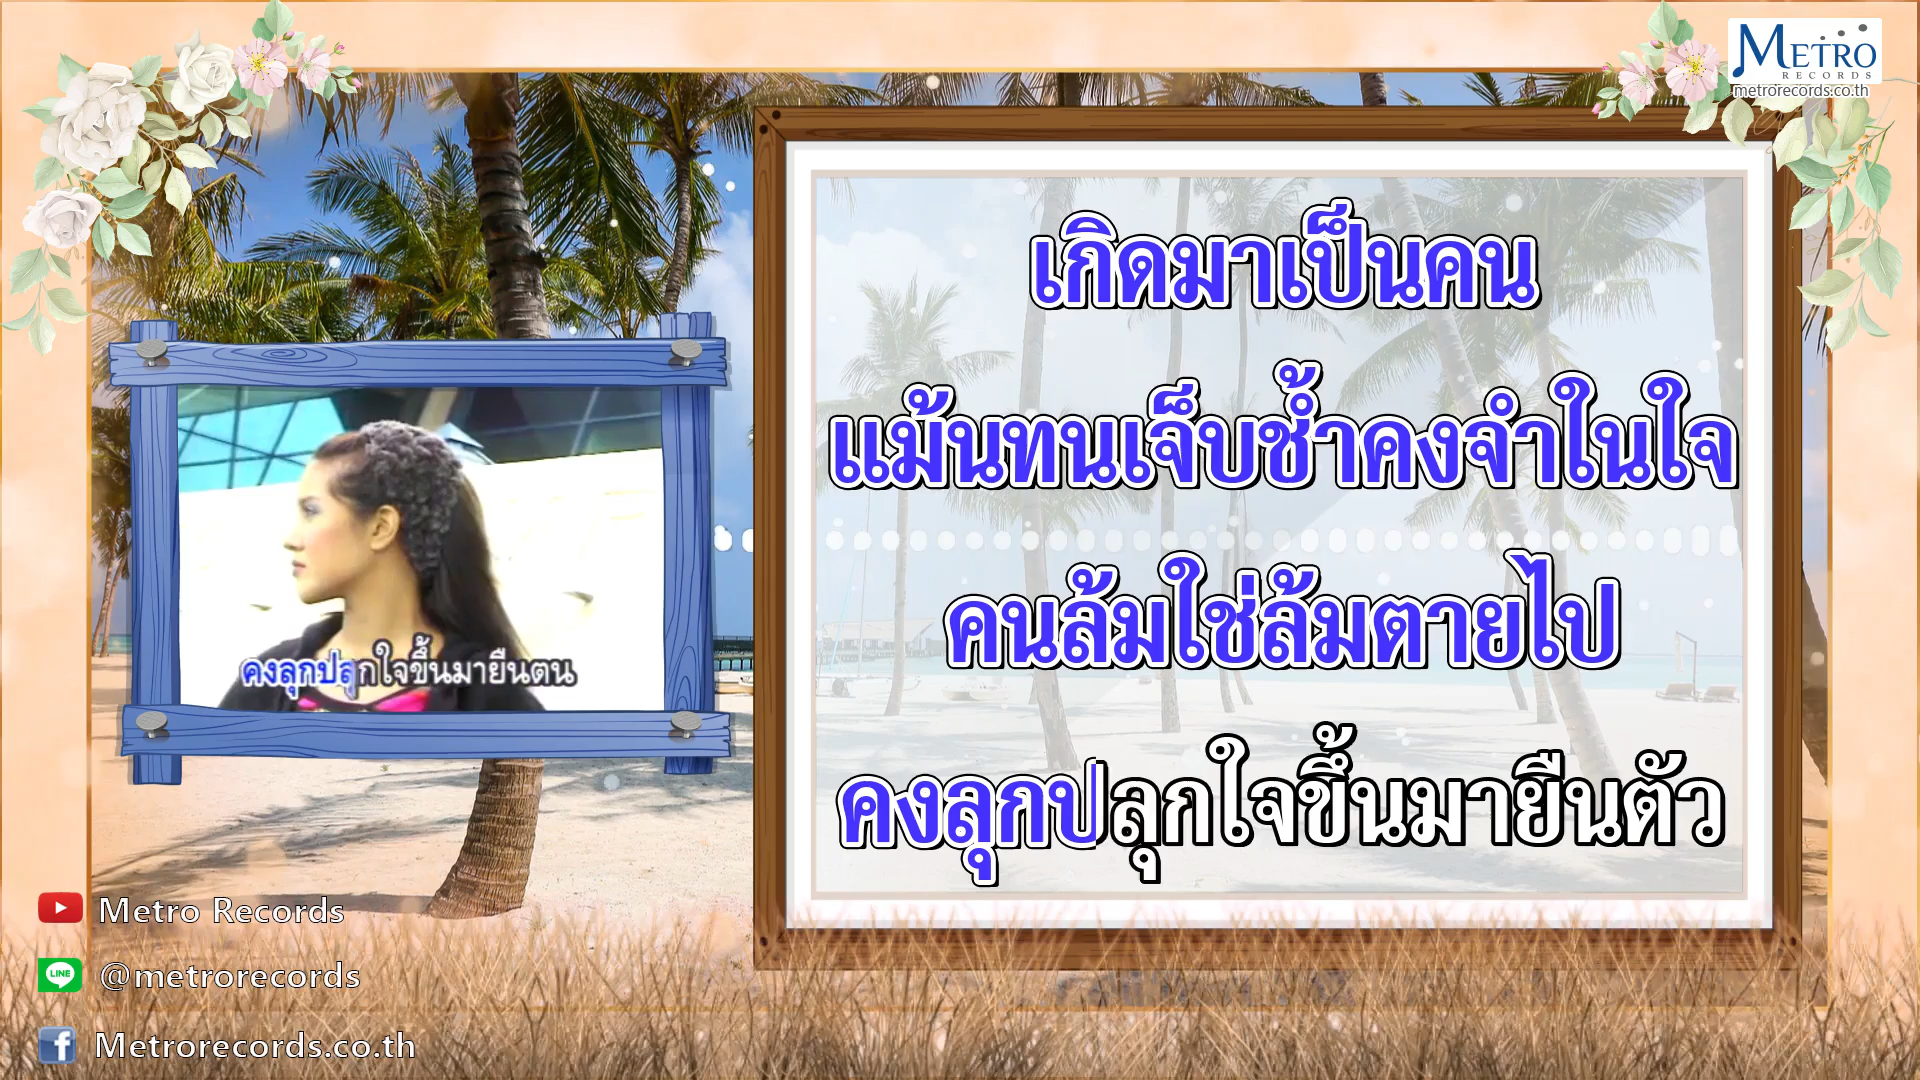 METRO
RECORDS
metrorecords.co.th
เกิดมาเป็นคน
แม้นทนเจ็บช้ำคงจำในใจ
คนล้มใช่ล้มตายไป
คงลุกปลุกใจขึ้นมายืนตัว
คงลุกปลุกใจขึ้นมายืนตน
Metro Records
LINE
@metrorecords
f
Metrorecords.co.th